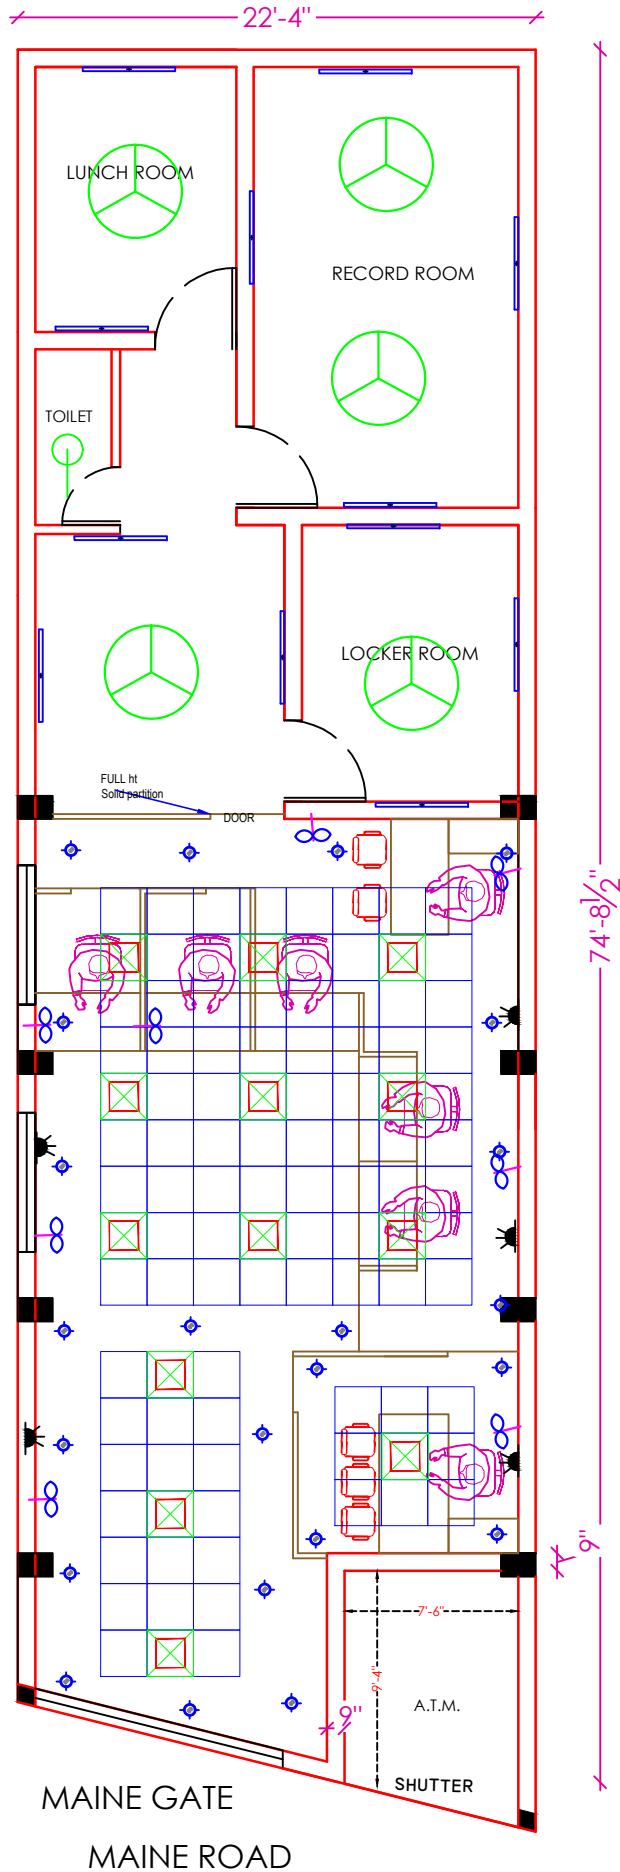 22'-4"
LUNCH ROOM
RECORD ROOM
TOILET
LOCKER ROOM
FULL ht
Solid partition
DOOR
74'-8½"
9"
7'-6"
9'-4"
A.T.M.
9"
SHUTTER
MAINE GATE
MAINE ROAD